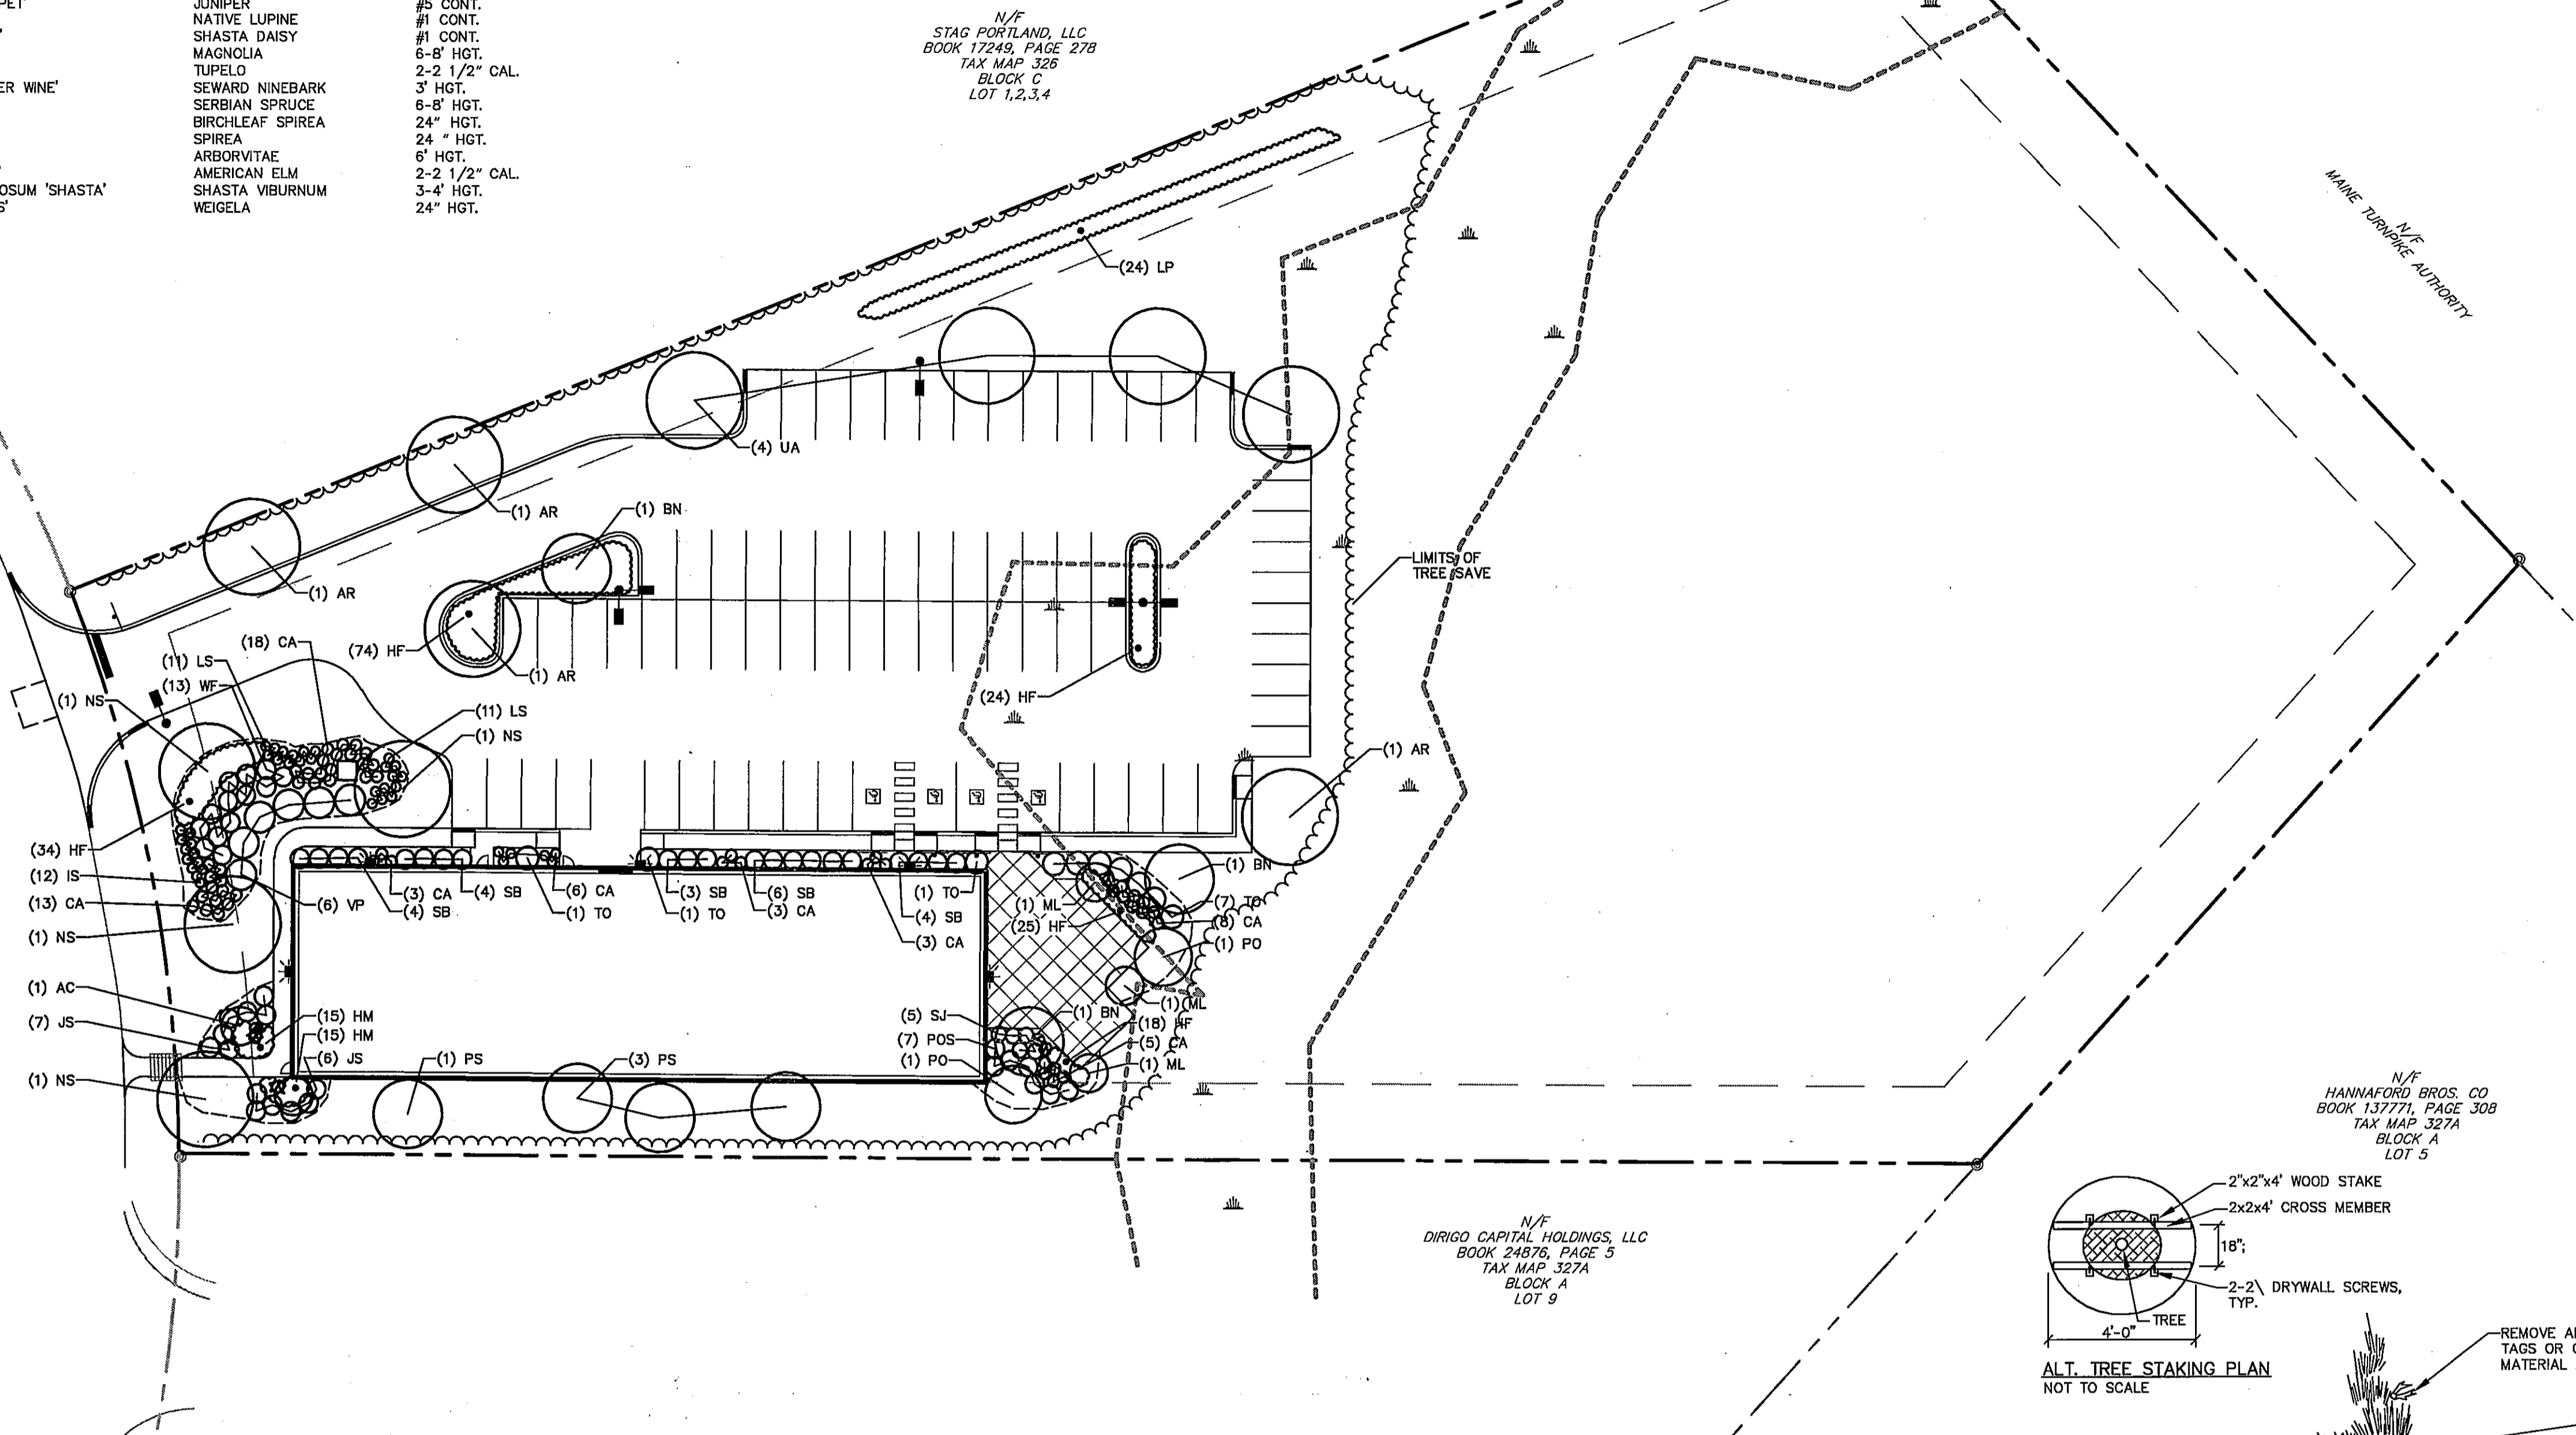 PET' JUNIPER #5 CONT.
NATIVE LUPINE #1 CONT.
SHASTA DAISY #1 CONT.
MAGNOLIA 6-8' HGT.
TUPELO 2-2 1/2" CAL.
ER WINE' SEWARD NINEBARK 3' HGT.
SERBIAN SPRUCE 6-8' HGT.
BIRCHLEAF SPIREA 24" HGT.
SPIREA 24 " HGT.
ARBORVITAE 6' HGT.
AMERICAN ELM 2-2 1/2" CAL.
OSUM 'SHASTA' SHASTA VIBURNUM 3-4' HGT.
S' WEIGELA 24" HGT.
N/F
STAG PORTLAND, LLC
BOOK 17249, PAGE 278
TAX MAP 326
BLOCK C
LOT 1,2,3,4
N/F
MAINE TURNPIKE AUTHORITY
(24) LP
(4) UA
(1) AR
(1) BN
(1) AR
(74) HF
(1) AR
(24) HF
LIMITS OF
TREE SAVE
(18) CA
(11) LS
(13) WF
(1) NS
(11) LS
(1) NS
(1) AR
(34) HF
(12) IS
(13) CA
(1) NS
(6) VP
(3) CA
(4) SB
(4) SB
(6) CA
(1) TO
(3) SB
(1) TO
(6) SB
(3) CA
(1) TO
(4) SB
(3) CA
(1) BN
(1) ML
(25) HF
(7) TO
(8) CA
(1) PO
(1) ML
(1) AC
(7) JS
(15) HM
(15) HM
(6) JS
(1) NS
(1) PS
(3) PS
(5) SJ
(7) POS
(1) PO
(1) BN
(18) HF
(5) CA
(1) ML
N/F
HANNAFORD BROS. CO
BOOK 137771, PAGE 308
TAX MAP 327A
BLOCK A
LOT 5
N/F
DIRIGO CAPITAL HOLDINGS, LLC
BOOK 24876, PAGE 5
TAX MAP 327A
BLOCK A
LOT 9
2"x2"x4' WOOD STAKE
2x2x4' CROSS MEMBER
18";
2-2\ DRYWALL SCREWS,
TYP.
TREE
4'-0"
ALT. TREE STAKING PLAN
NOT TO SCALE
REMOVE A
TAGS OR
MATERIAL